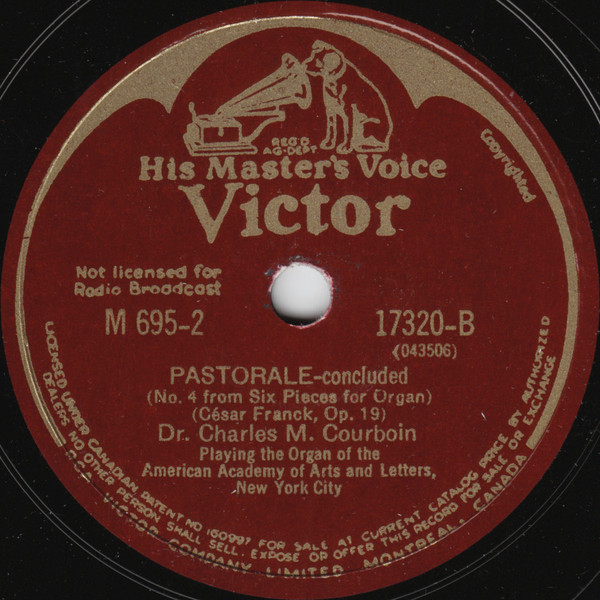 REG'D
AG-DEPT
Copyrighted
His Master's Voice
Victor
Not licensed for
Radio Broadcast
M 695-2
17320-B
(043506)
PASTORALE-concluded
(No. 4 from Six Pieces for Organ)
(César Franck, Op. 19)
Dr. Charles M. Courboin
Playing the Organ of the
American Academy of Arts and Letters,
New York City
LICENSED UNDER CANADIAN PATENT NO 160997 FOR SALE AT CURRENT CATALOG PRICE BY AUTHORIZED
DEALERS NO OTHER PERSON SHALL SELL. EXPOSE OR OFFER THIS RECORD FOR SALE OR EXCHANGE
RCA VICTOR COMPANY LIMITED MONTREAL, CANADA